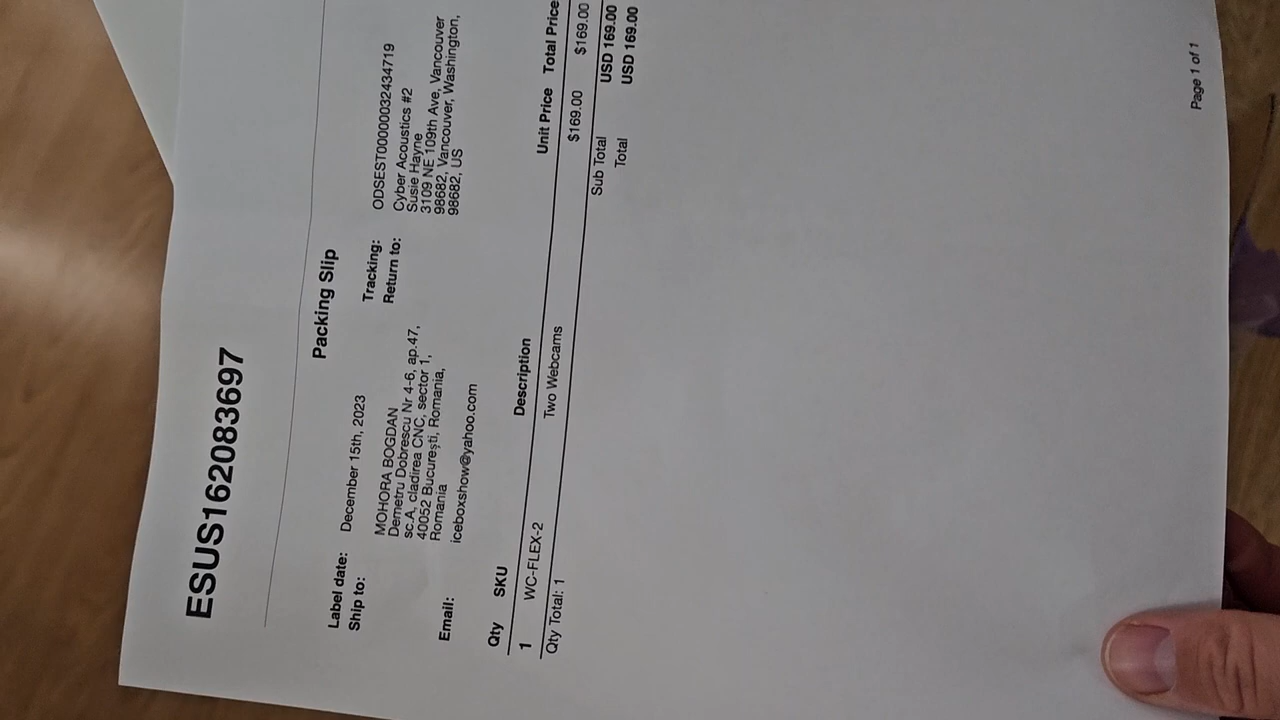 ESUS162083697
Packing Slip
Label date: December 15th, 2023
Ship to: MOHORA BOGDAN
Demetru Dobrescu Nr 4-6, ap.47,
sc.A, cladirea CNC, sector 1,
40052 București, Romania,
Romania
Email: iceboxshow@yahoo.com
Tracking: ODSEST0000000032434719
Return to: Cyber Acoustics #2
Susie Hayne
3109 NE 109th Ave, Vancouver
98682, Vancouver, Washington,
98682, US
Qty SKU Description Unit Price Total Price
1 WC-FLEX-2 Two Webcams $169.00 $169.00
Qty Total: 1
Sub Total USD 169.00
Total USD 169.00
Page 1 of 1